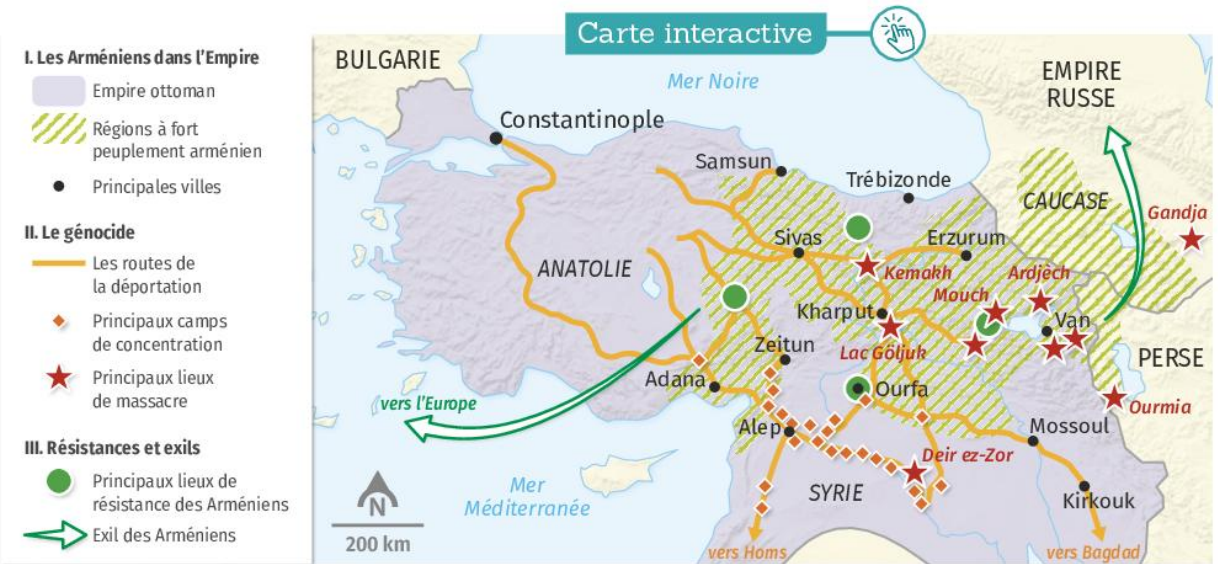 Carte interactive
I. Les Arméniens dans l'Empire
Empire ottoman
Régions à fort
peuplement arménien
Principales villes
II. Le génocide
Les routes de
la déportation
Principaux camps
de concentration
Principaux lieux
de massacre
III. Résistances et exils
Principaux lieux de
résistance des Arméniens
Exil des Arméniens
BULGARIE
Mer Noire
EMPIRE
RUSSE
Constantinople
Samsun
Trébizonde
CAUCASE
Gandja
ANATOLIE
Sivas
Erzurum
Kemakh
Ardjèch
Mouch
Kharput
Van
Lac Göljuk
Zeitun
PERSE
Adana
Ourfa
Ourmia
vers l'Europe
Alep
Mossoul
Deir ez-Zor
Mer
Méditerranée
SYRIE
Kirkouk
N
200 km
vers Homs
vers Bagdad